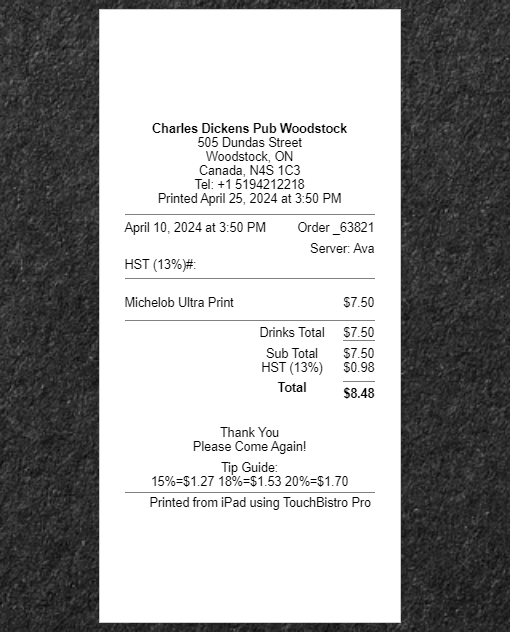 Charles Dickens Pub Woodstock
505 Dundas Street
Woodstock, ON
Canada, N4S 1C3
Tel: +1 5194212218
Printed April 25, 2024 at 3:50 PM
April 10, 2024 at 3:50 PM Order _63821
Server: Ava
HST (13%)#:
Michelob Ultra Print $7.50
Drinks Total $7.50
Sub Total $7.50
HST (13%) $0.98
Total $8.48
Thank You
Please Come Again!
Tip Guide:
15%=$1.27 18%=$1.53 20%=$1.70
Printed from iPad using TouchBistro Pro